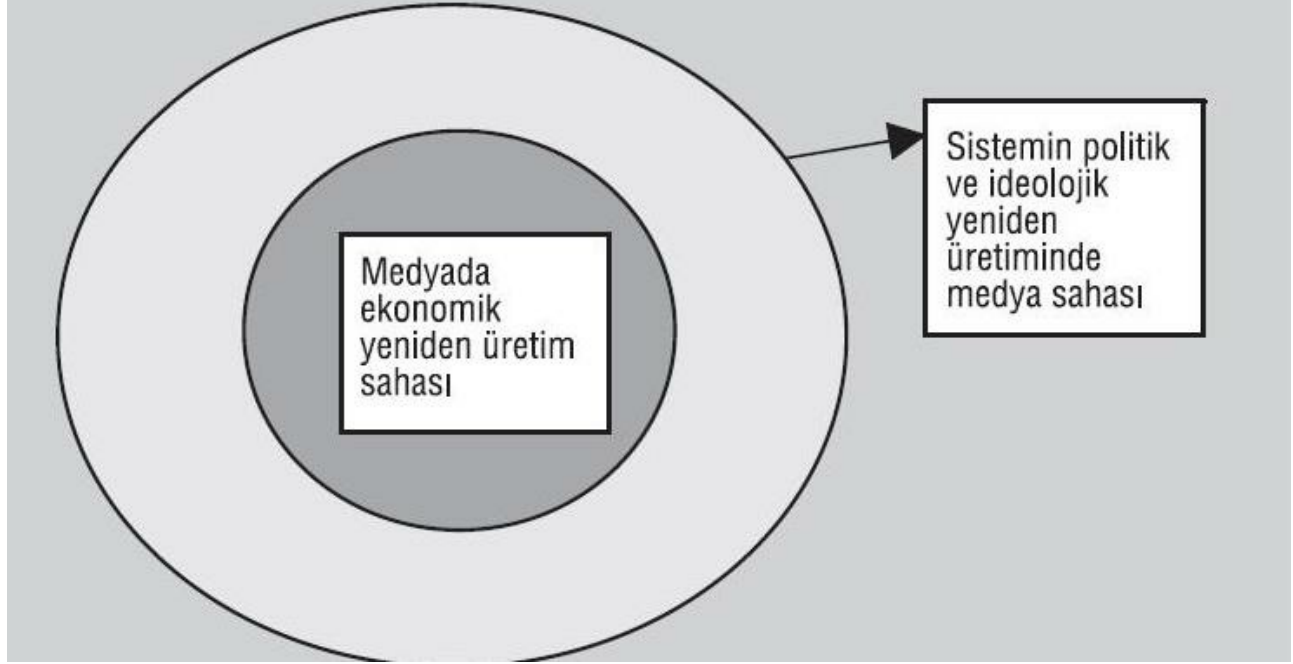 Medyada
ekonomik
yeniden üretim
sahası
Sistemin politik
ve ideolojik
yeniden
üretiminde
medya sahası